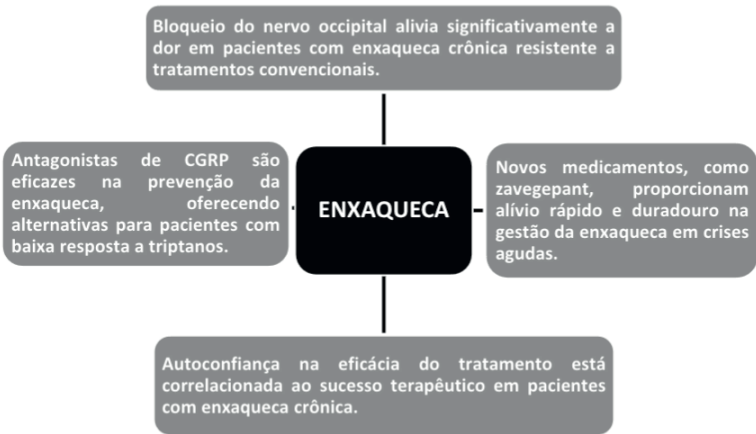 Bloqueio do nervo occipital alivia significativamente a
dor em pacientes com enxaqueca crônica resistente a
tratamentos convencionais.
Antagonistas de CGRP são
eficazes na prevenção da
enxaqueca, oferecendo
alternativas para pacientes com
baixa resposta a triptanos.
ENXAQUECA
Novos medicamentos, como
zavegepant, proporcionam
alívio rápido e duradouro na
gestão da enxaqueca em crises
agudas.
Autoconfiança na eficácia do tratamento está
correlacionada ao sucesso terapêutico em pacientes
com enxaqueca crônica.